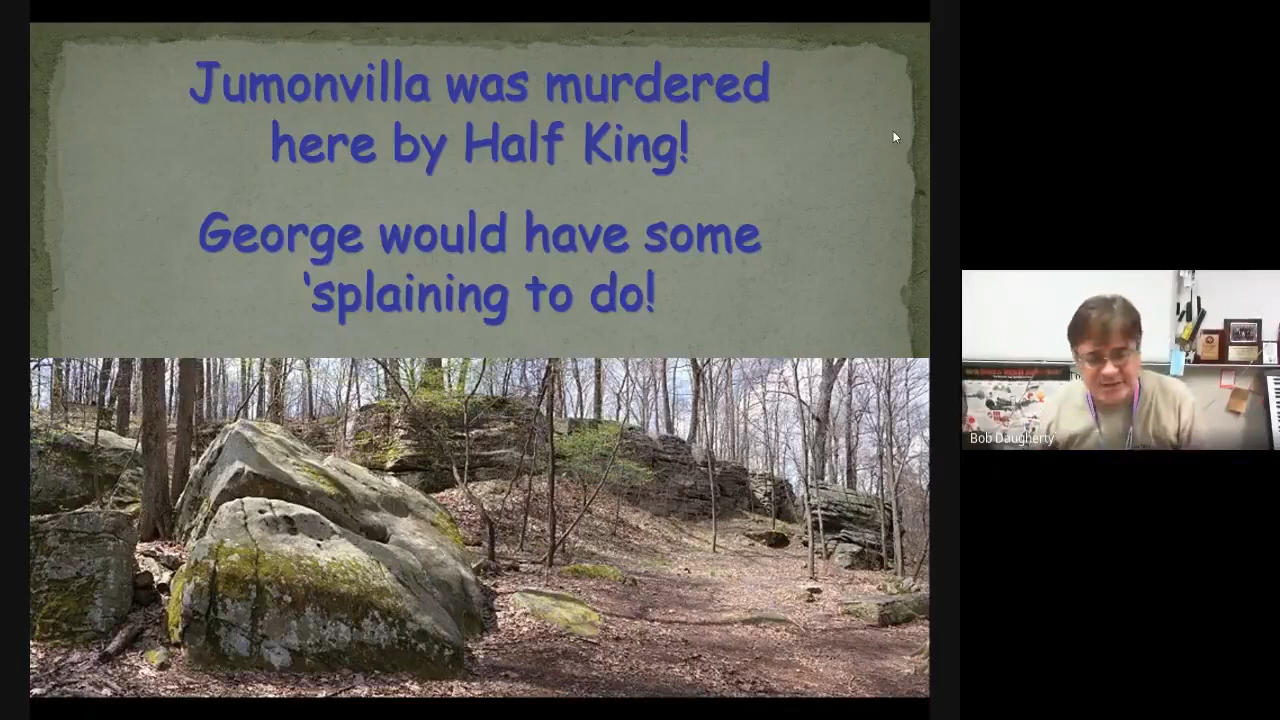 Jumonvilla was murdered
here by Half King!
George would have some
‘splaining to do!
Bob Daugherty